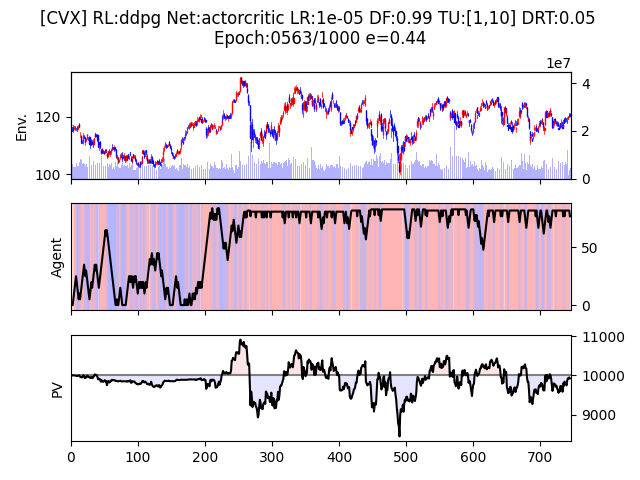 [CVX] RL:ddpg Net:actorcritic LR:1e-05 DF:0.99 TU:[1,10] DRT:0.05
Epoch:0563/1000 e=0.44
1e7
Env.
120
100
4
2
0
Agent
50
0
PV
11000
10000
9000
0 100 200 300 400 500 600 700